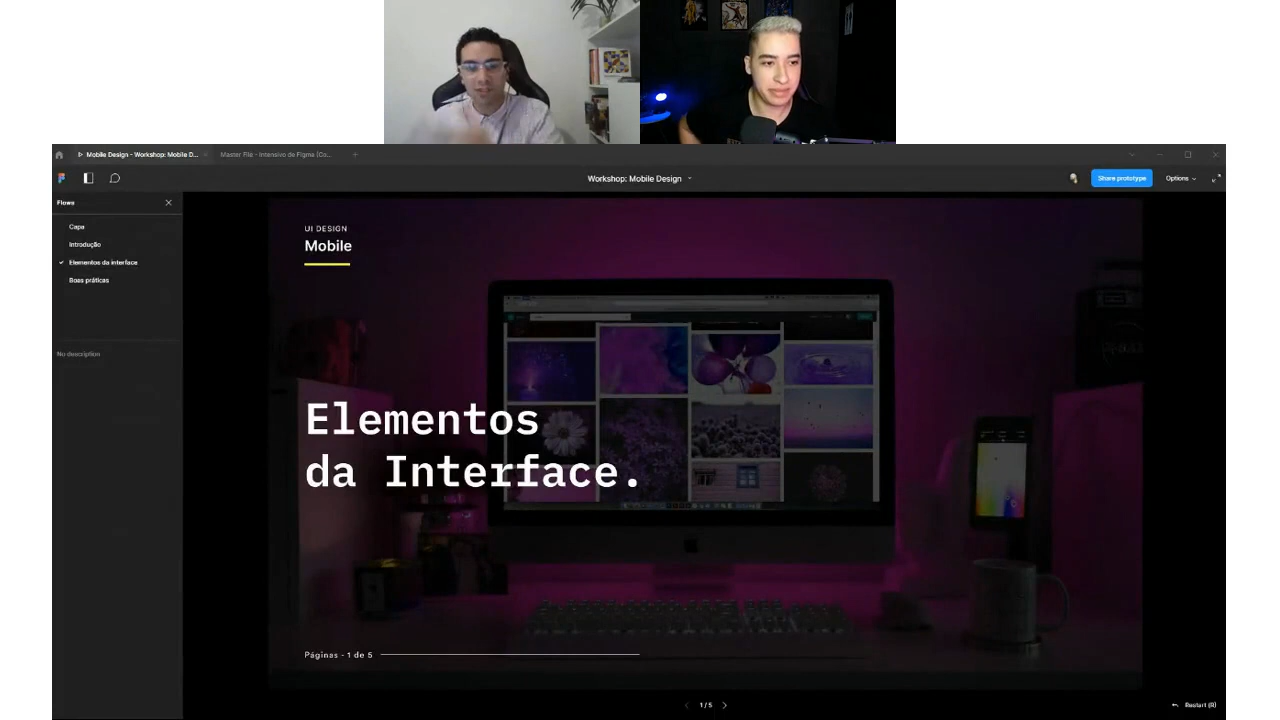 Mobile Design - Workshop: Mobile D...
Master File - Intensivo de Figma (Co...
Workshop: Mobile Design
Share prototype
Options
Flows
Capa
Introdução
Elementos da interface
Boas práticas
No description
UI DESIGN
Mobile
Elementos
da Interface.
Páginas - 1 de 5
1 / 5
Restart (R)